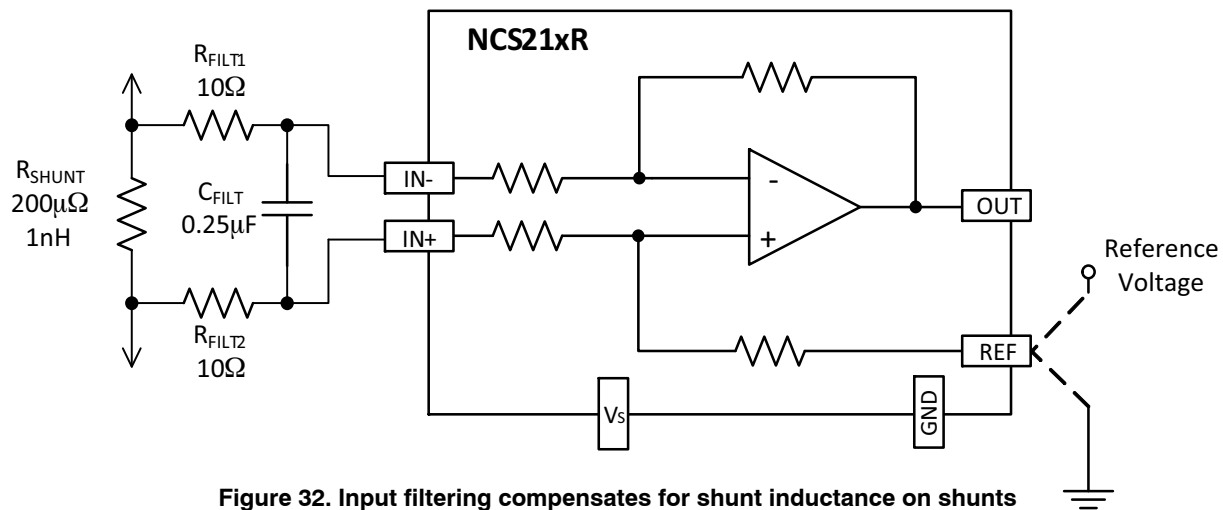 NCS21xR
R_FILT1
10Ω
R_SHUNT
200μΩ
1nH
C_FILT
0.25μF
R_FILT2
10Ω
IN-
IN+
-
+
OUT
REF
Reference
Voltage
Vs
GND
Figure 32. Input filtering compensates for shunt inductance on shunts